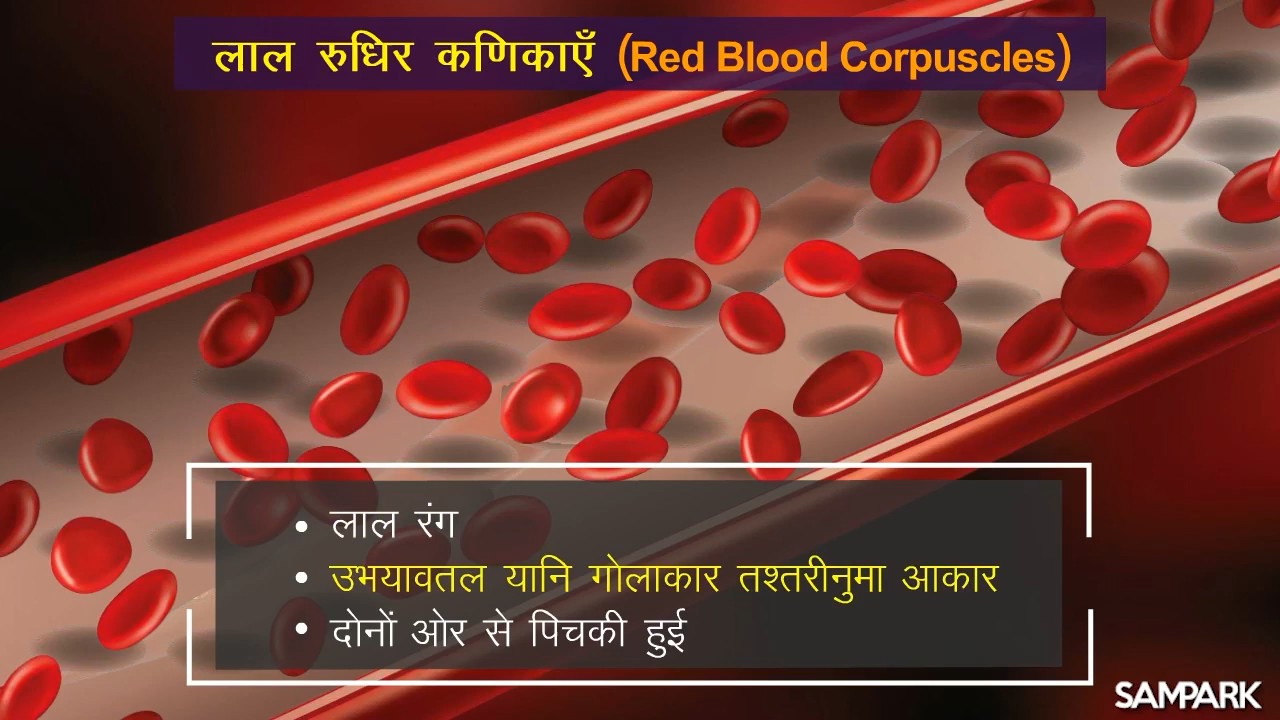 लाल रुधिर कणिकाएँ (Red Blood Corpuscles)
• लाल रंग
• उभयावतल यानि गोलाकार तश्तरीनुमा आकार
• दोनों ओर से पिचकी हुई
SAMPARK